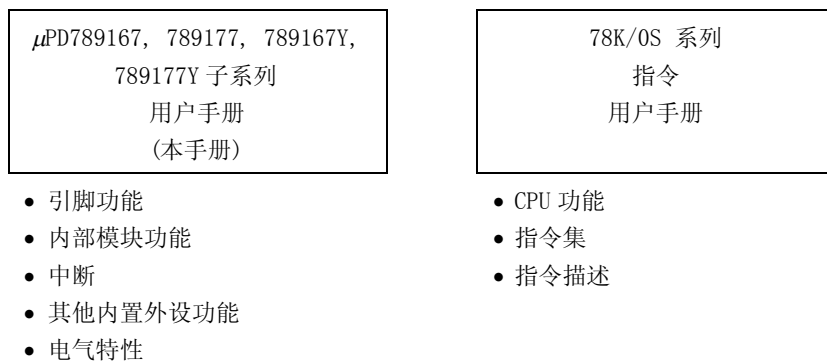 μPD789167, 789177, 789167Y,
789177Y 子系列
用户手册
(本手册)
• 引脚功能
• 内部模块功能
• 中断
• 其他内置外设功能
• 电气特性
78K/0S 系列
指令
用户手册
• CPU 功能
• 指令集
• 指令描述